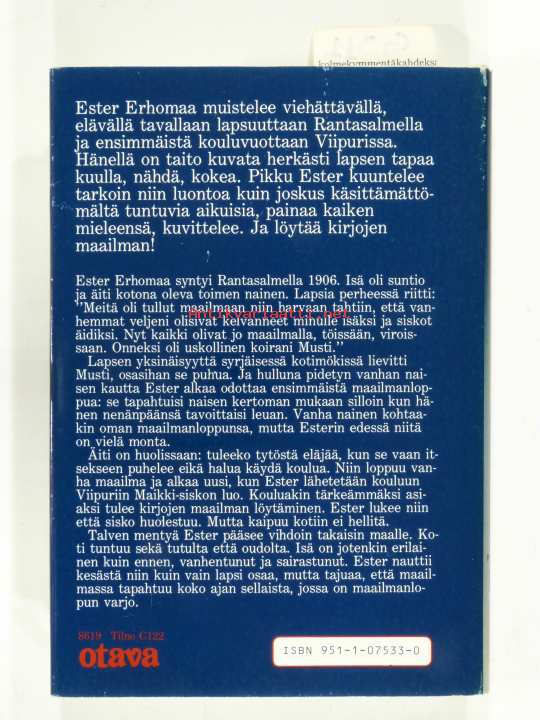 kolmekymmentäkahdeksi
Ester Erhomaa muistelee viehättävällä,
elävällä tavallaan lapsuuttaan Rantasalmella
ja ensimmäistä kouluvuottaan Viipurissa.
Hänellä on taito kuvata herkästi lapsen tapaa
kuulla, nähdä, kokea. Pikku Ester kuuntelee
tarkoin niin luontoa kuin joskus käsittämättö-
mältä tuntuvia aikuisia, painaa kaiken
mieleensä, kuvittelee. Ja löytää kirjojen
maailman!
Ester Erhomaa syntyi Rantasalmella 1906. Isä oli suntio
ja äiti kotona oleva toimen nainen. Lapsia perheessä riitti:
"Meitä oli tullut maailmaan niin harvaan tahtiin, että van-
Antikvariaatti.net
hemmat veljeni olisivat kelvanneet minulle isäksi ja siskot
äidiksi. Nyt kaikki olivat jo maailmalla, töissään, virois-
saan. Onneksi oli uskollinen koirani Musti."
Lapsen yksinäisyyttä syrjäisessä kotimökissä lievitti
Musti, osasihan se puhua. Ja hulluna pidetyn vanhan nai-
sen kautta Ester alkaa odottaa ensimmäistä maailmanlop-
pua: se tapahtuisi naisen kertoman mukaan silloin kun hä-
nen nenänpäänsä tavoittaisi leuan. Vanha nainen kohtaa-
kin oman maailmanloppunsa, mutta Esterin edessä niitä
on vielä monta.
Äiti on huolissaan: tuleeko tytöstä eläjää, kun se vaan it-
sekseen puhelee eikä halua käydä koulua. Niin loppuu van-
ha maailma ja alkaa uusi, kun Ester lähetetään kouluun
Viipuriin Maikki-siskon luo. Kouluakin tärkeämmäksi asi-
aksi tulee kirjojen maailman löytäminen. Ester lukee niin
että sisko huolestuu. Mutta kaipuu kotiin ei hellitä.
Talven mentyä Ester pääsee vihdoin takaisin maalle. Ko-
ti tuntuu sekä tutulta että oudolta. Isä on jotenkin erilai-
nen kuin ennen, vanhentunut ja sairastunut. Ester nauttii
kesästä niin kuin vain lapsi osaa, mutta tajuaa, että maail-
massa tapahtuu koko ajan sellaista, jossa on maailmanlo-
pun varjo.
8619 Tilno C122
otava
ISBN 951-1-07533-0